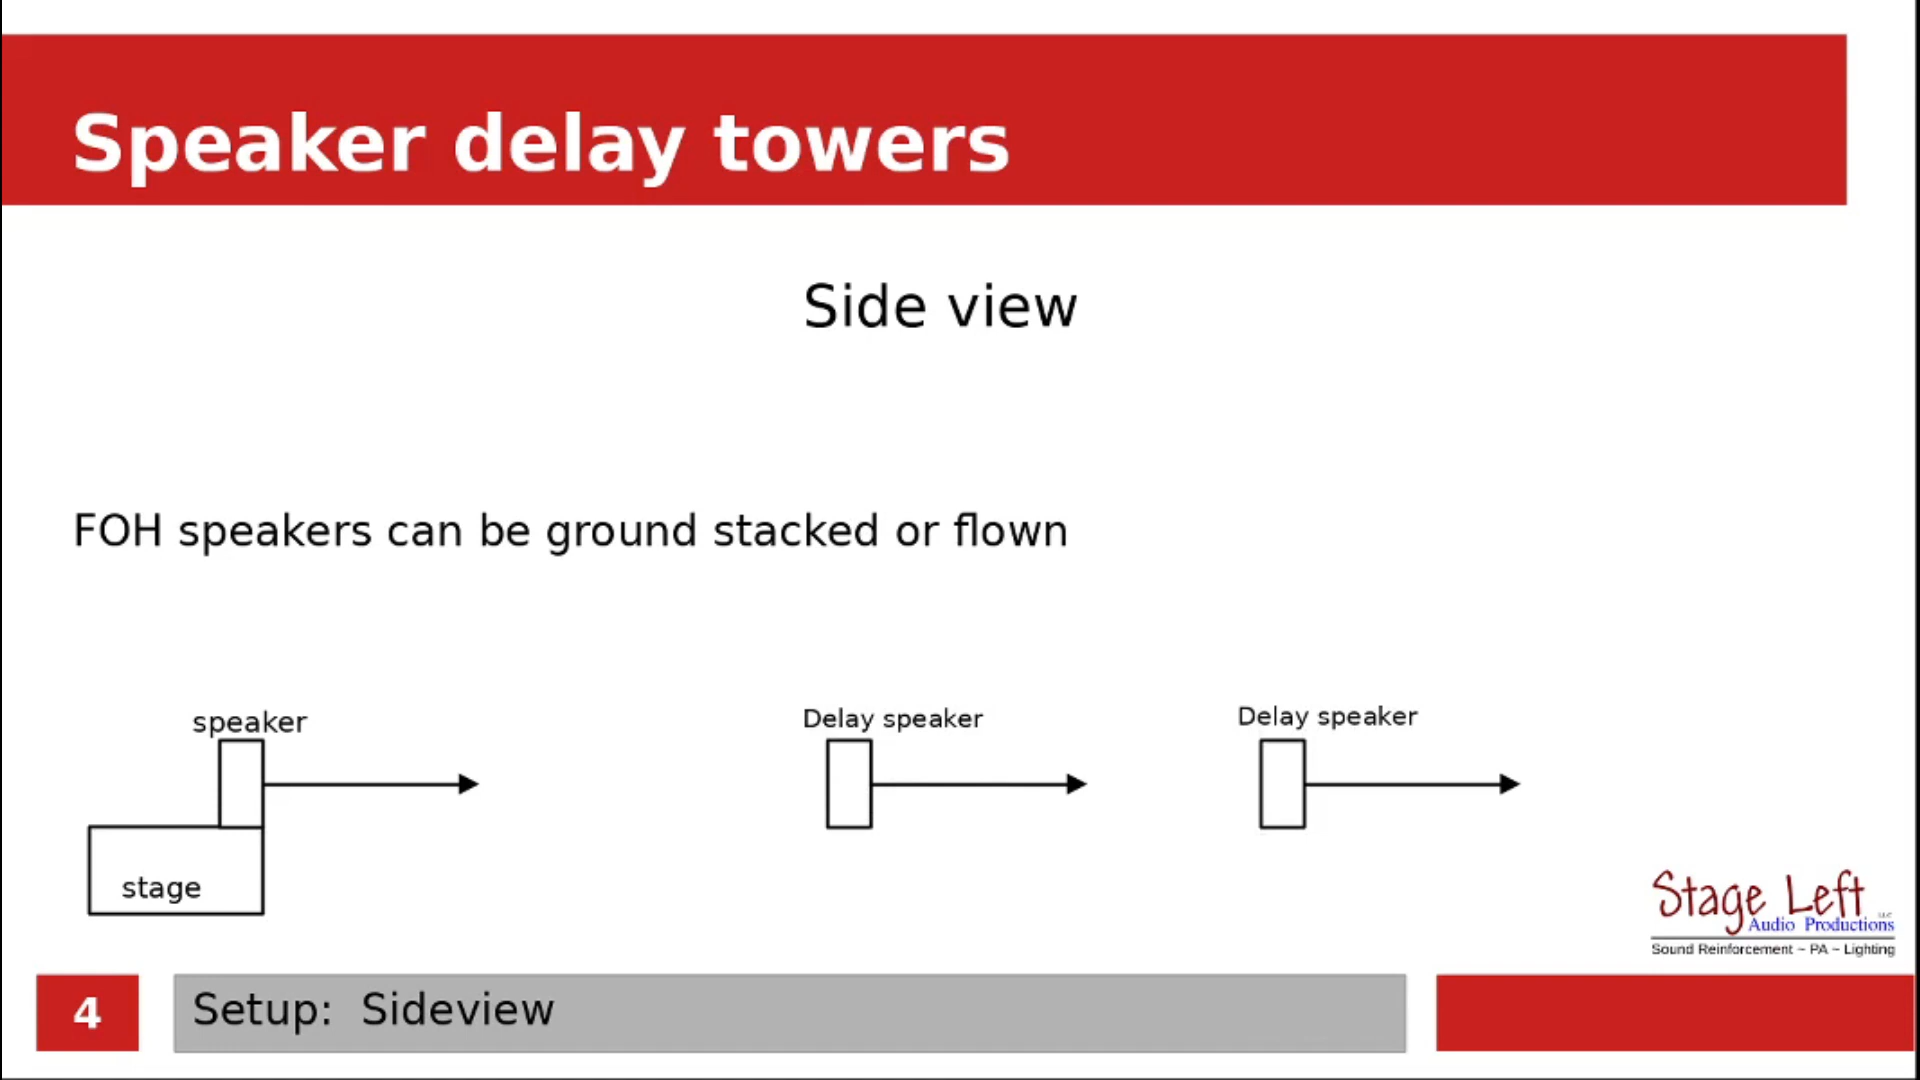 Speaker delay towers
Side view
FOH speakers can be ground stacked or flown
speaker
Delay speaker
Delay speaker
stage
Stage Left
LLC
Audio Productions
Sound Reinforcement ~ PA ~ Lighting
4
Setup: Sideview